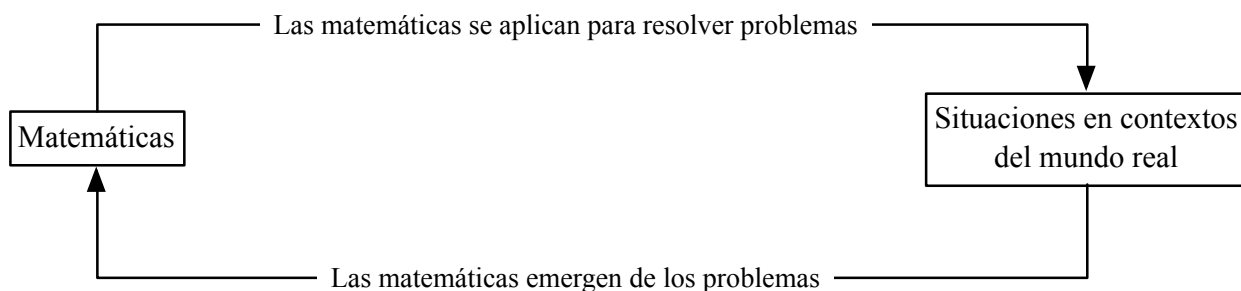 Las matemáticas se aplican para resolver problemas
Matemáticas
Situaciones en contextos
del mundo real
Las matemáticas emergen de los problemas